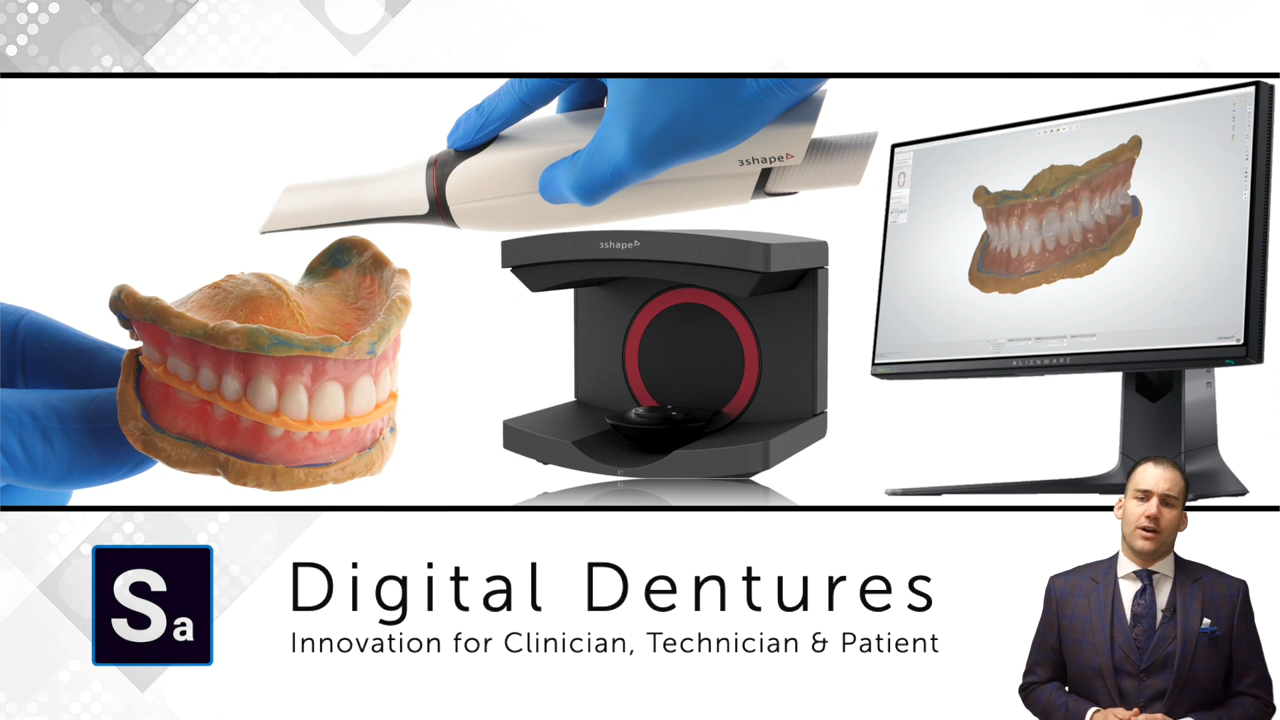 3shape
3shape
ALIENWARE
Sa
Digital Dentures
Innovation for Clinician, Technician & Patient